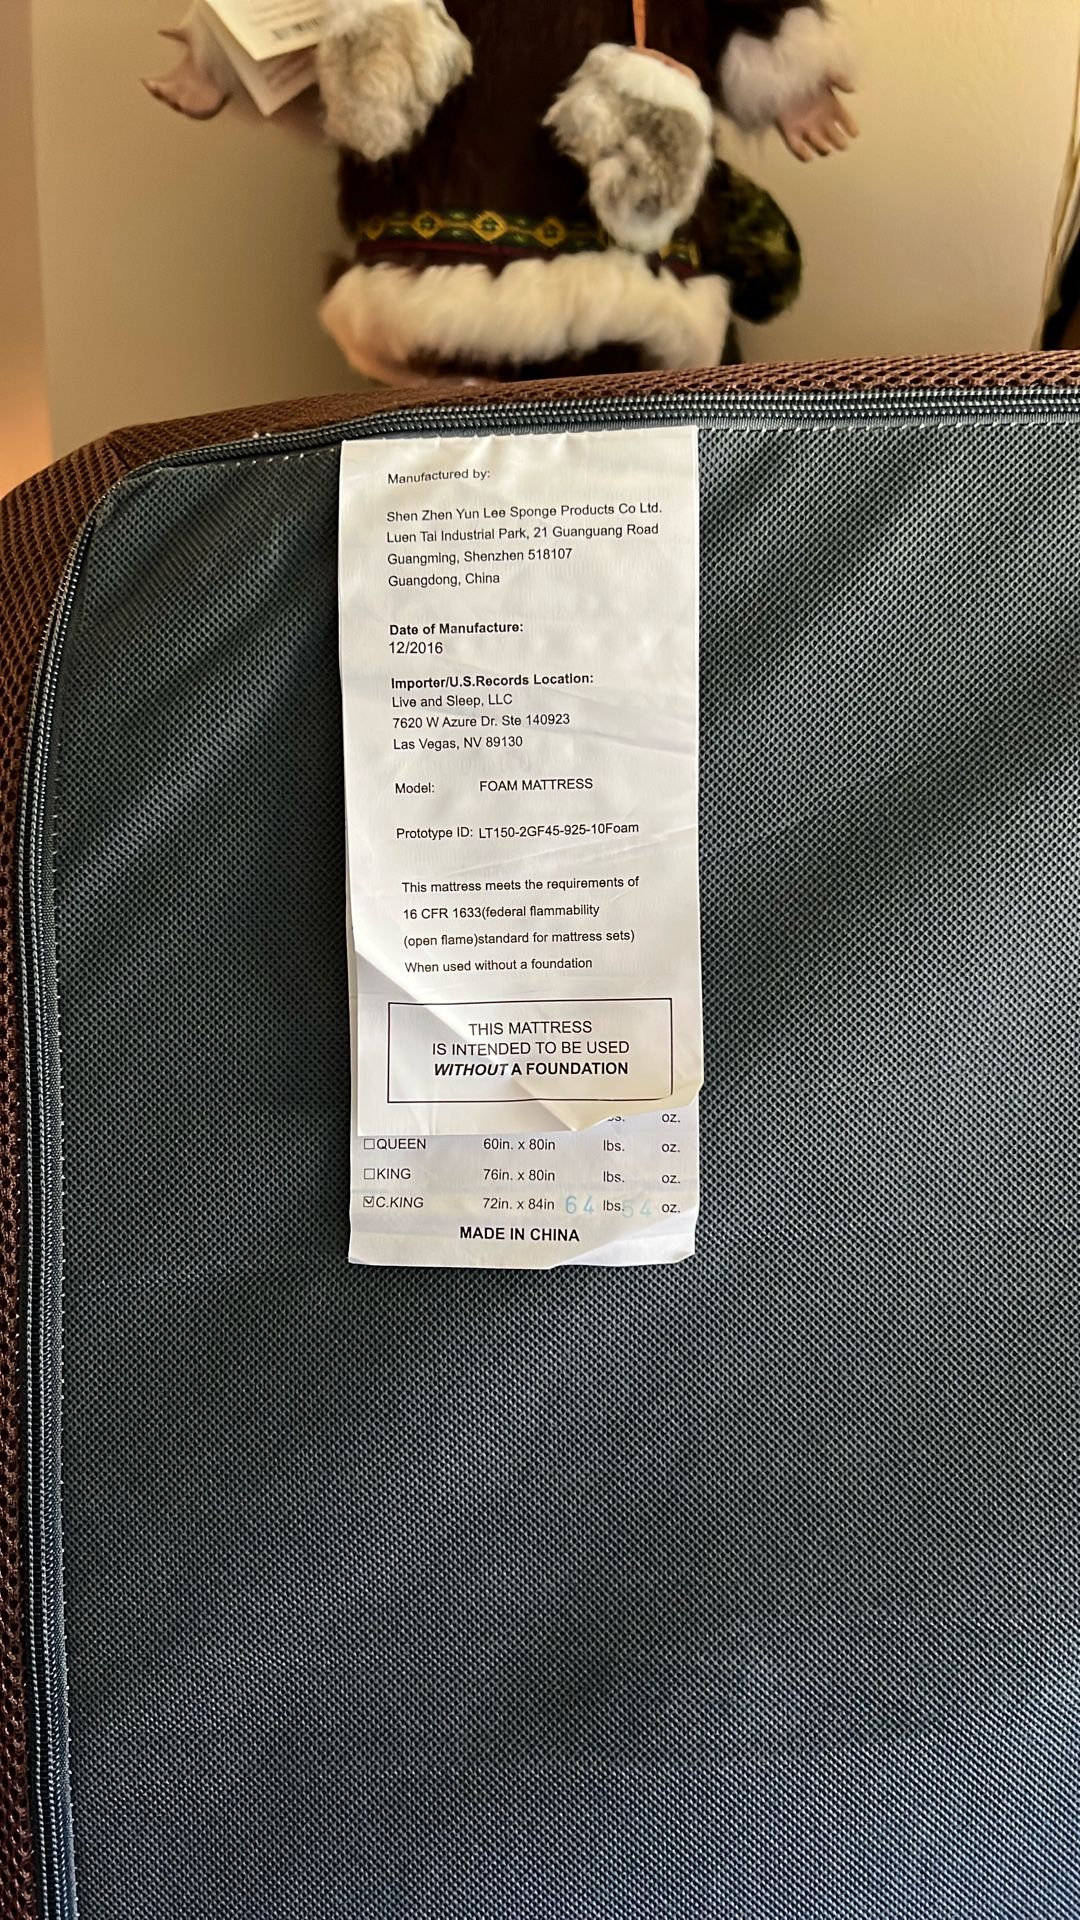 Manufactured by:
Shen Zhen Yun Lee Sponge Products Co Ltd.
Luen Tai Industrial Park, 21 Guanguang Road
Guangming, Shenzhen 518107
Guangdong, China
Date of Manufacture:
12/2016
Importer/U.S.Records Location:
Live and Sleep, LLC
7620 W Azure Dr. Ste 140923
Las Vegas, NV 89130
Model: FOAM MATTRESS
Prototype ID: LT150-2GF45-925-10Foam
This mattress meets the requirements of
16 CFR 1633(federal flammability
(open flame)standard for mattress sets)
When used without a foundation
THIS MATTRESS
IS INTENDED TO BE USED
WITHOUT A FOUNDATION
oz.
☐QUEEN 60in. x 80in lbs. oz.
☐KING 76in. x 80in lbs. oz.
☑C.KING 72in. x 84in 64 lbs. 54 oz.
MADE IN CHINA